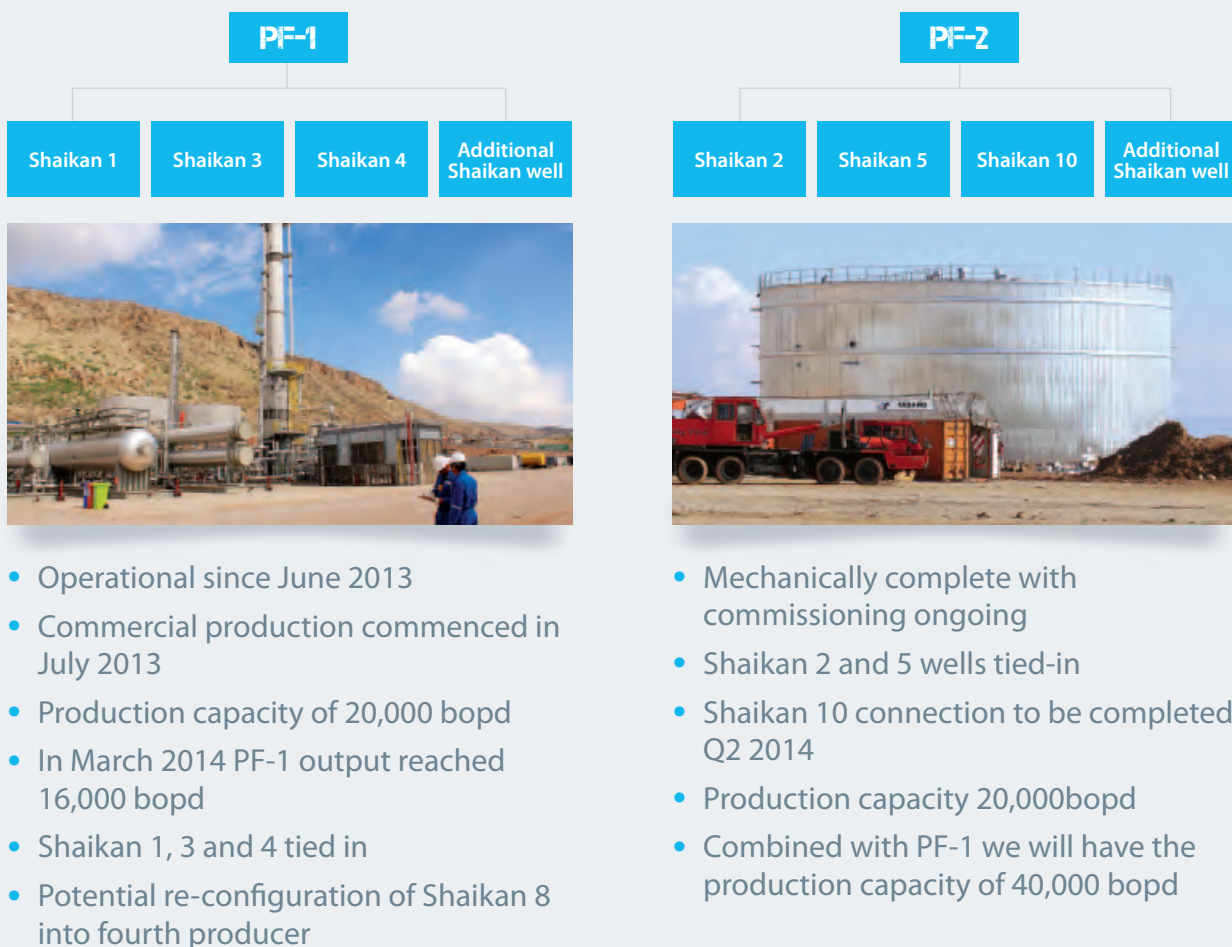 PF-1
Shaikan 1
Shaikan 3
Shaikan 4
Additional
Shaikan well
• Operational since June 2013
• Commercial production commenced in
July 2013
• Production capacity of 20,000 bopd
• In March 2014 PF-1 output reached
16,000 bopd
• Shaikan 1, 3 and 4 tied in
• Potential re-configuration of Shaikan 8
into fourth producer
PF-2
Shaikan 2
Shaikan 5
Shaikan 10
Additional
Shaikan well
• Mechanically complete with
commissioning ongoing
• Shaikan 2 and 5 wells tied-in
• Shaikan 10 connection to be completed
Q2 2014
• Production capacity 20,000bopd
• Combined with PF-1 we will have the
production capacity of 40,000 bopd